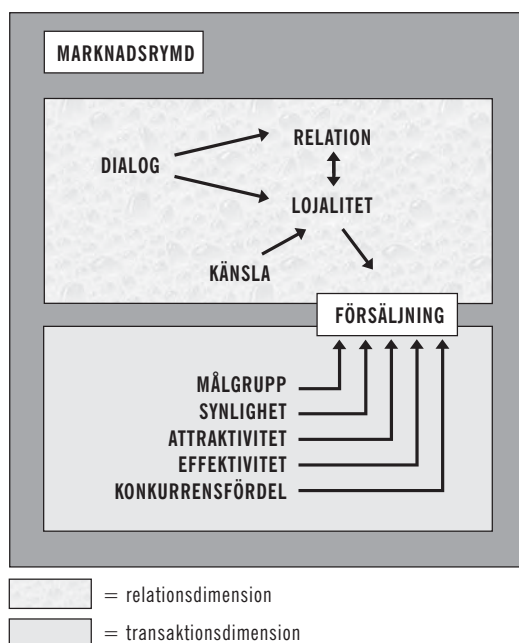 MARKNADSRYMD
RELATION
DIALOG
LOJALITET
KÄNSLA
FÖRSÄLJNING
MÅLGRUPP
SYNLIGHET
ATTRAKTIVITET
EFFEKTIVITET
KONKURRENSFÖRDEL
= relationsdimension
= transaktionsdimension